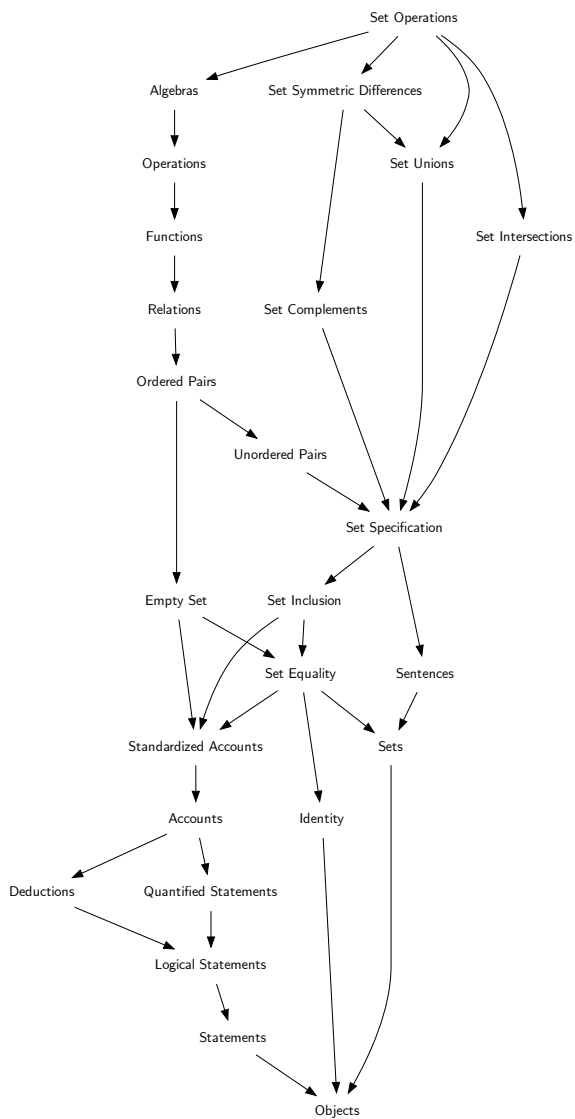 Set Operations
Algebras
Set Symmetric Differences
Operations
Set Unions
Functions
Set Intersections
Relations
Set Complements
Ordered Pairs
Unordered Pairs
Set Specification
Empty Set
Set Inclusion
Set Equality
Sentences
Standardized Accounts
Sets
Accounts
Identity
Deductions
Quantified Statements
Logical Statements
Statements
Objects